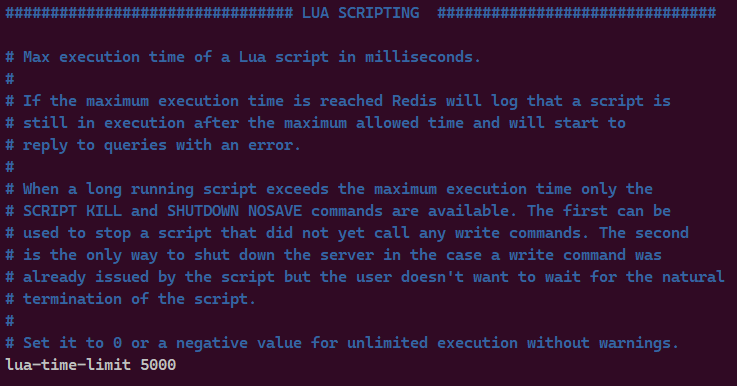 ################################ LUA SCRIPTING  ###############################
# Max execution time of a Lua script in milliseconds.
#
# If the maximum execution time is reached Redis will log that a script is
# still in execution after the maximum allowed time and will start to
# reply to queries with an error.
#
# When a long running script exceeds the maximum execution time only the
# SCRIPT KILL and SHUTDOWN NOSAVE commands are available. The first can be
# used to stop a script that did not yet call any write commands. The second
# is the only way to shut down the server in the case a write command was
# already issued by the script but the user doesn't want to wait for the natural
# termination of the script.
#
# Set it to 0 or a negative value for unlimited execution without warnings.
lua-time-limit 5000